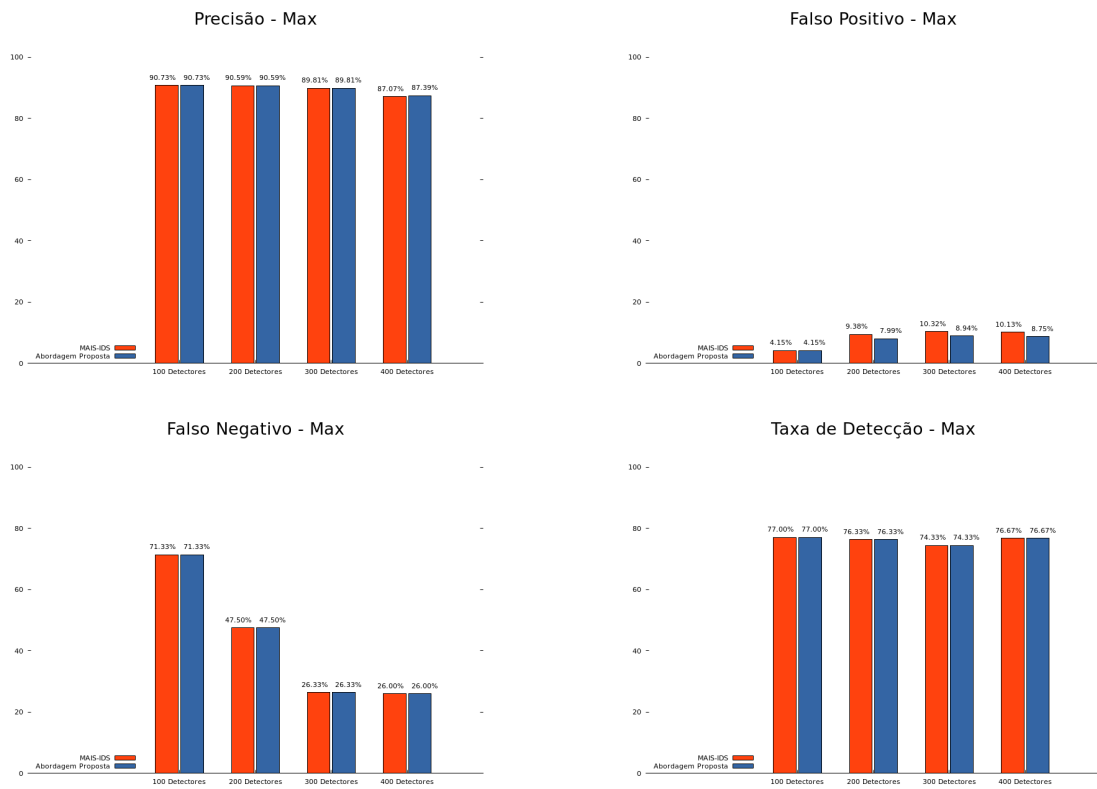 Precisão - Max
100
80
60
40
20
0
90.73% 90.73% 90.59% 90.59% 89.81% 89.81% 87.07% 87.39%
MAIS-IDS
Abordagem Proposta
100 Detectores 200 Detectores 300 Detectores 400 Detectores
Falso Positivo - Max
100
80
60
40
20
0
4.15% 4.15% 9.38% 7.99% 10.32% 8.94% 10.13% 8.75%
MAIS-IDS
Abordagem Proposta
100 Detectores 200 Detectores 300 Detectores 400 Detectores
Falso Negativo - Max
100
80
60
40
20
0
71.33% 71.33% 47.50% 47.50% 26.33% 26.33% 26.00% 26.00%
MAIS-IDS
Abordagem Proposta
100 Detectores 200 Detectores 300 Detectores 400 Detectores
Taxa de Detecção - Max
100
80
60
40
20
0
77.00% 77.00% 76.33% 76.33% 74.33% 74.33% 76.67% 76.67%
MAIS-IDS
Abordagem Proposta
100 Detectores 200 Detectores 300 Detectores 400 Detectores